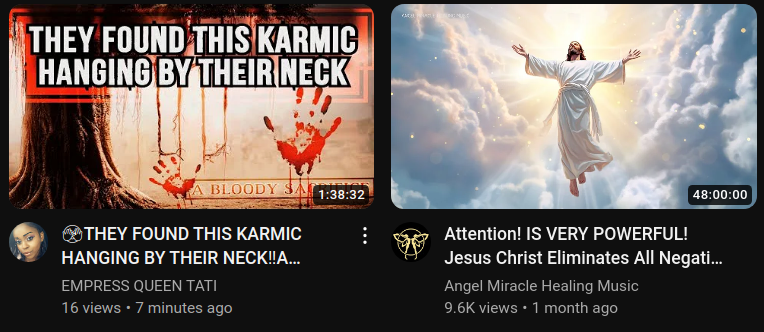 THEY FOUND THIS KARMIC
HANGING BY THEIR NECK
A BLOODY SACRIFICE
1:38:32
THEY FOUND THIS KARMIC
HANGING BY THEIR NECK‼️A...
EMPRESS QUEEN TATI
16 views • 7 minutes ago
48:00:00
Attention! IS VERY POWERFUL!
Jesus Christ Eliminates All Negati...
Angel Miracle Healing Music
9.6K views • 1 month ago